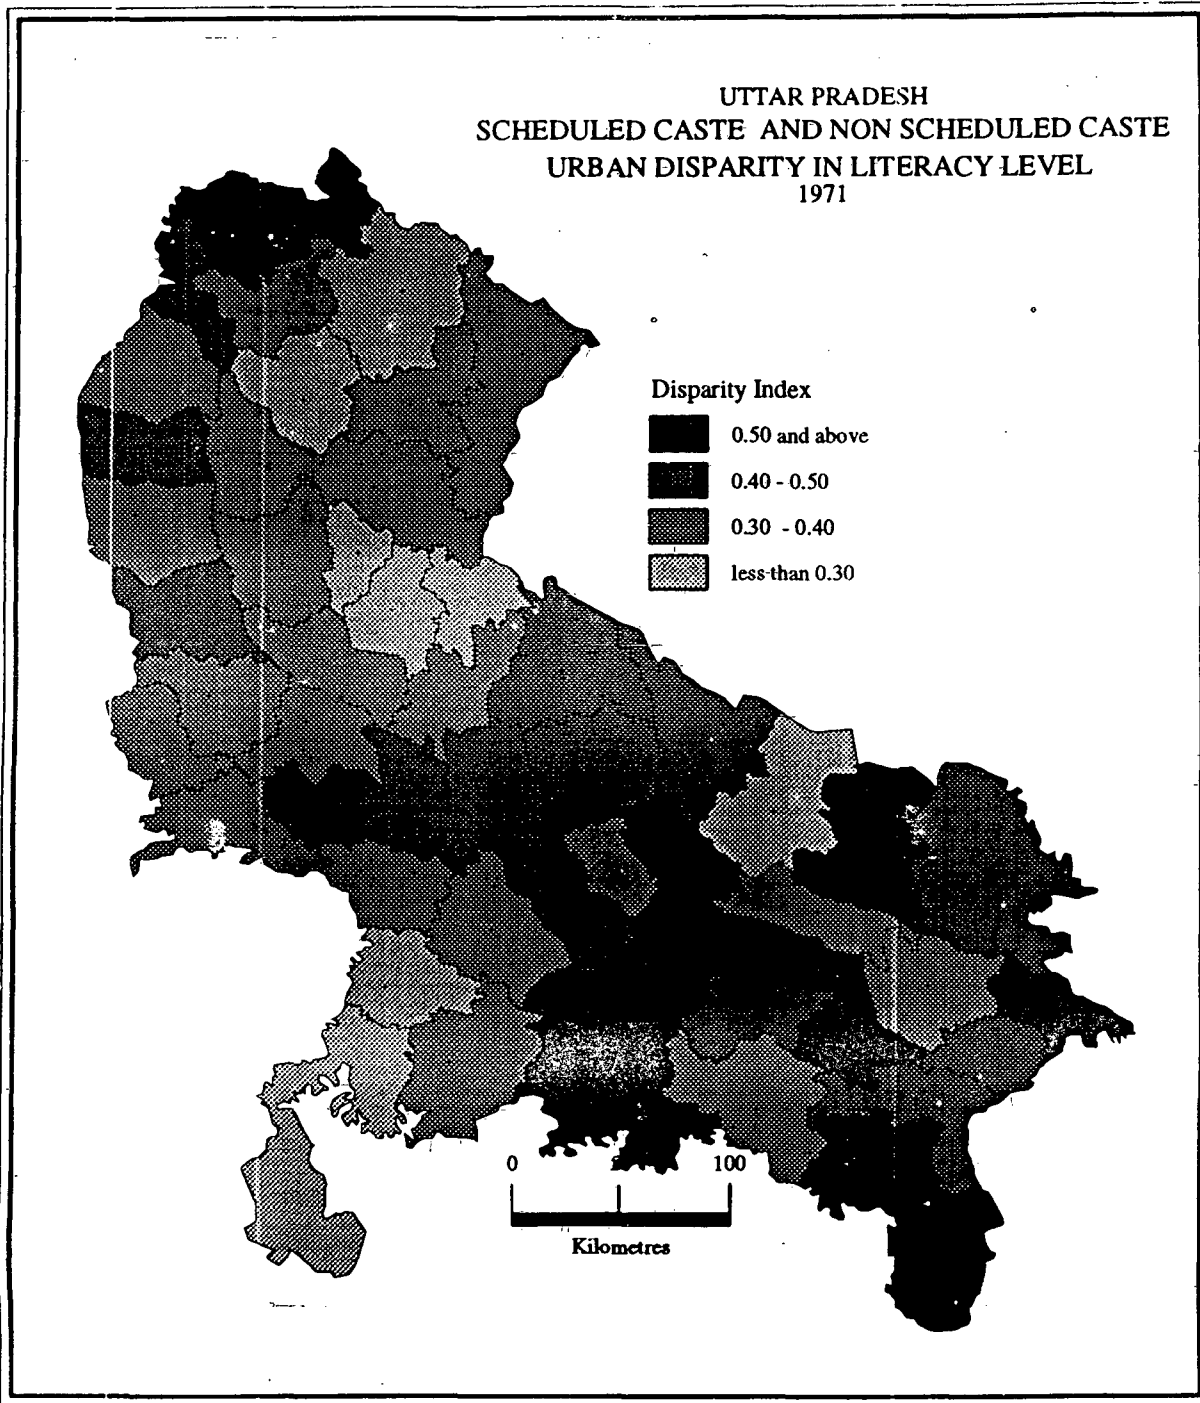 UTTAR PRADESH
SCHEDULED CASTE AND NON SCHEDULED CASTE
URBAN DISPARITY IN LITERACY LEVEL
1971
Disparity Index
0.50 and above
0.40 - 0.50
0.30 - 0.40
less than 0.30
0 100
Kilometres